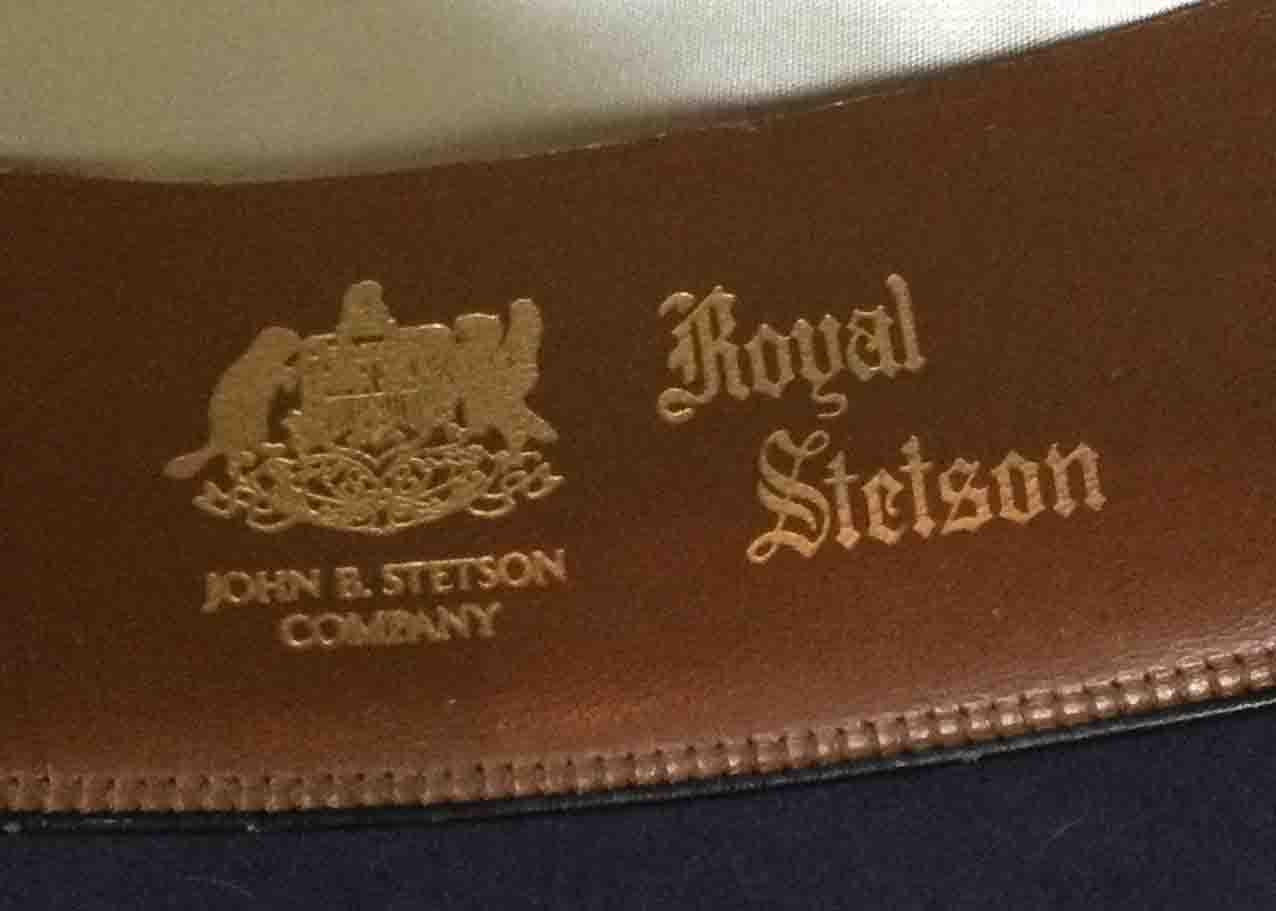 JOHN B. STETSON
COMPANY
Royal
Stetson